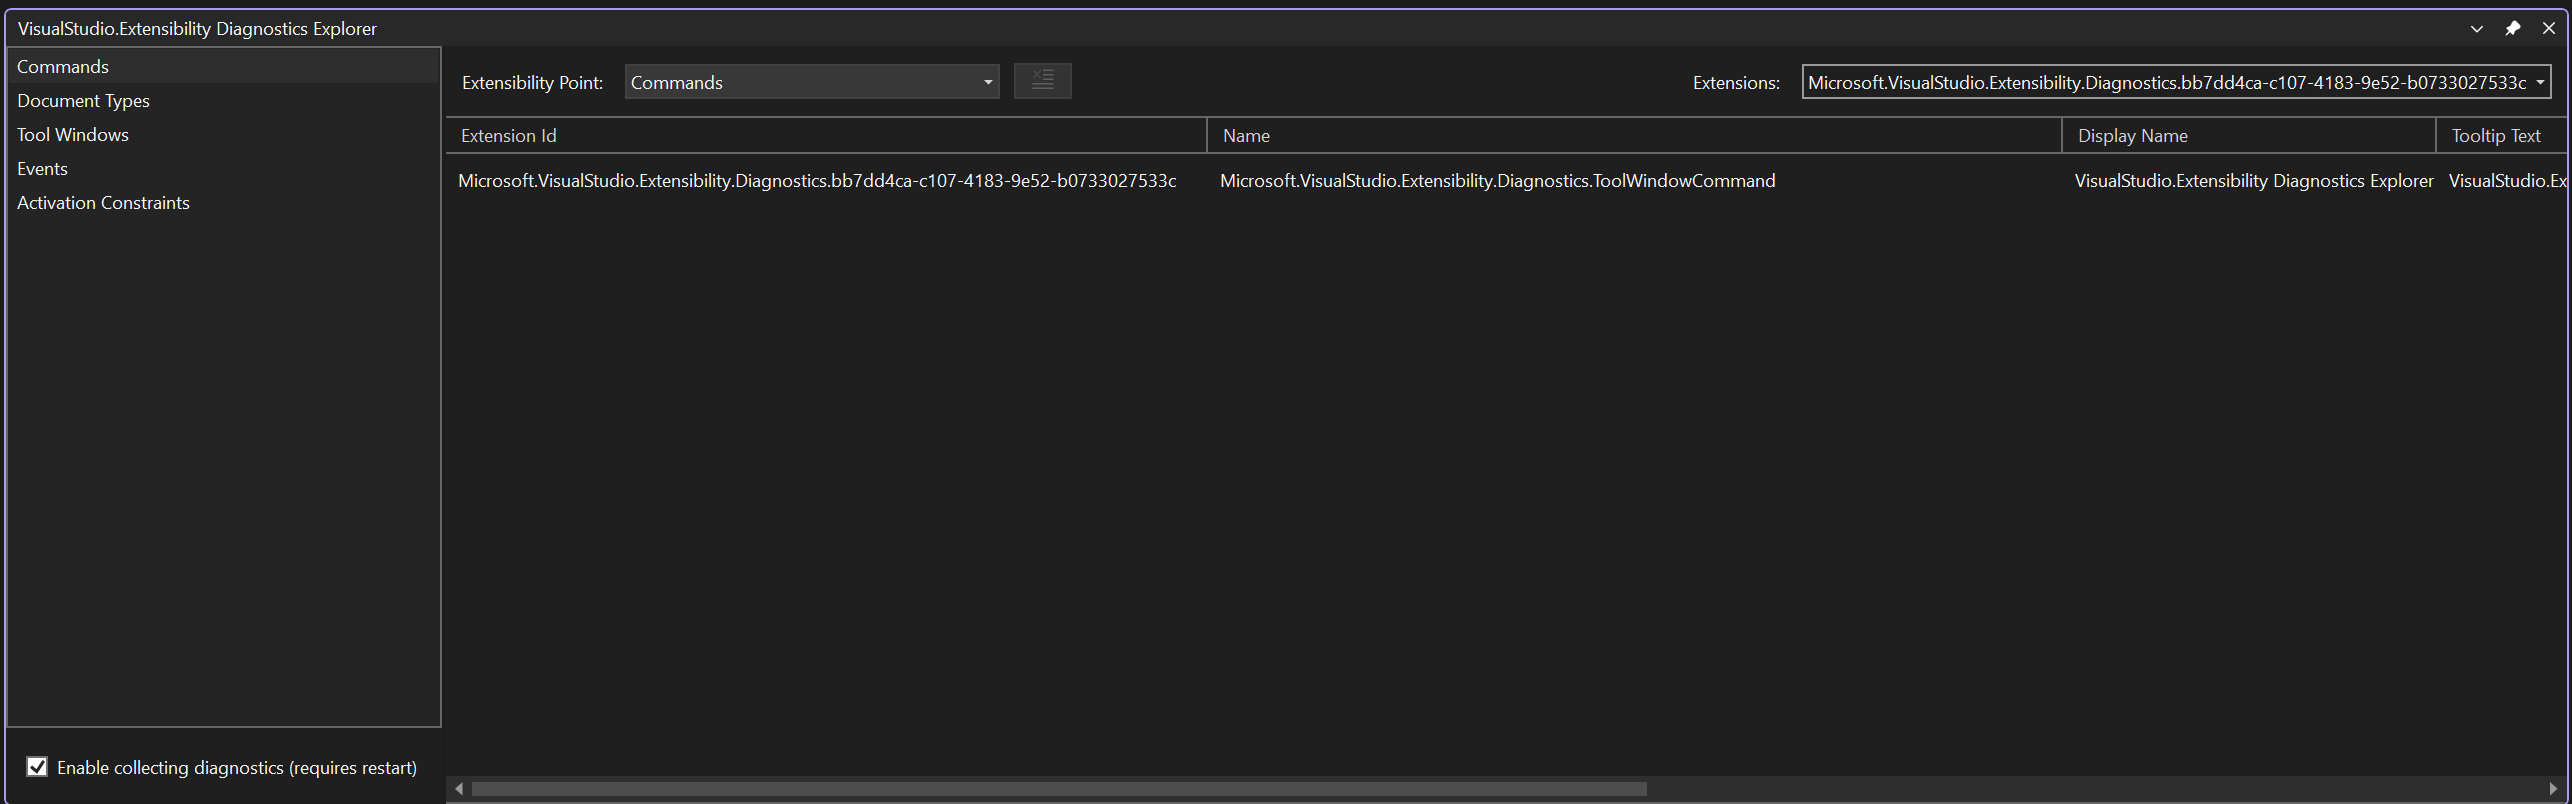 VisualStudio.Extensibility Diagnostics Explorer
Commands
Document Types
Tool Windows
Events
Activation Constraints
Enable collecting diagnostics (requires restart)
Extensibility Point: Commands
Extensions: Microsoft.VisualStudio.Extensibility.Diagnostics.bb7dd4ca-c107-4183-9e52-b0733027533c
Extension Id Name Display Name Tooltip Text
Microsoft.VisualStudio.Extensibility.Diagnostics.bb7dd4ca-c107-4183-9e52-b0733027533c Microsoft.VisualStudio.Extensibility.Diagnostics.ToolWindowCommand VisualStudio.Extensibility Diagnostics Explorer VisualStudio.Ex